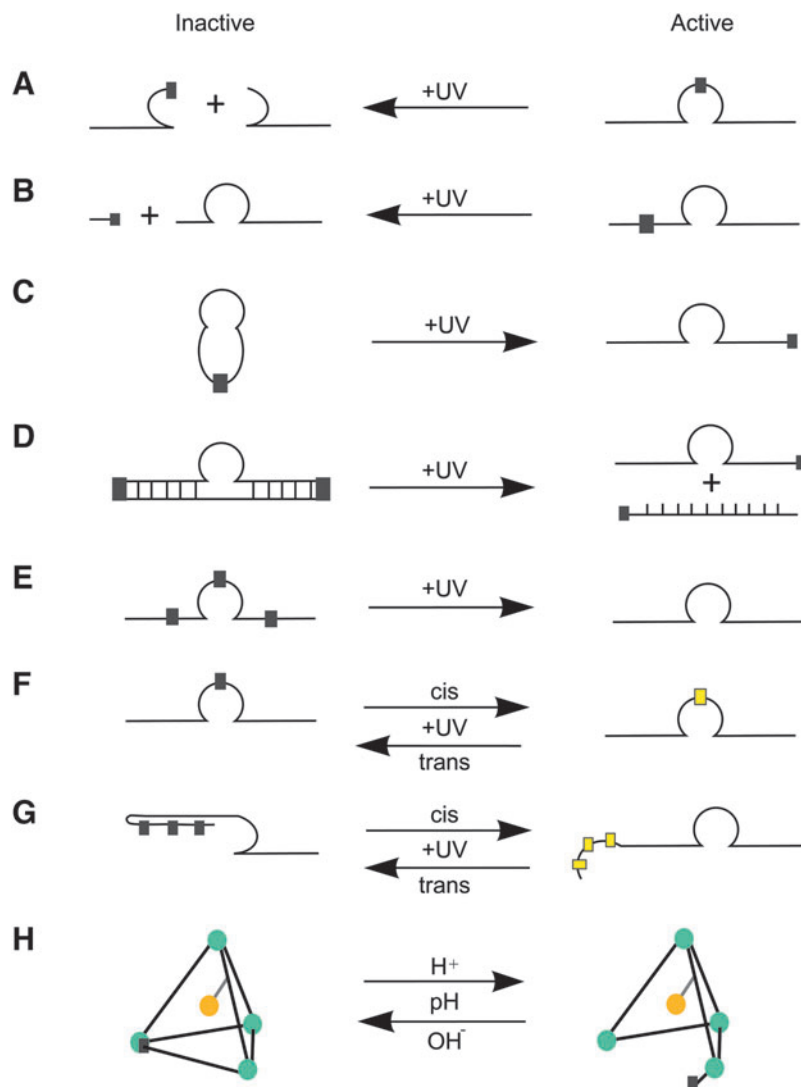 Inactive Active
A + +UV
B + +UV
C +UV
D +UV +
E +UV
F cis
+UV
trans
G cis
+UV
trans
H H⁺
pH
OH⁻